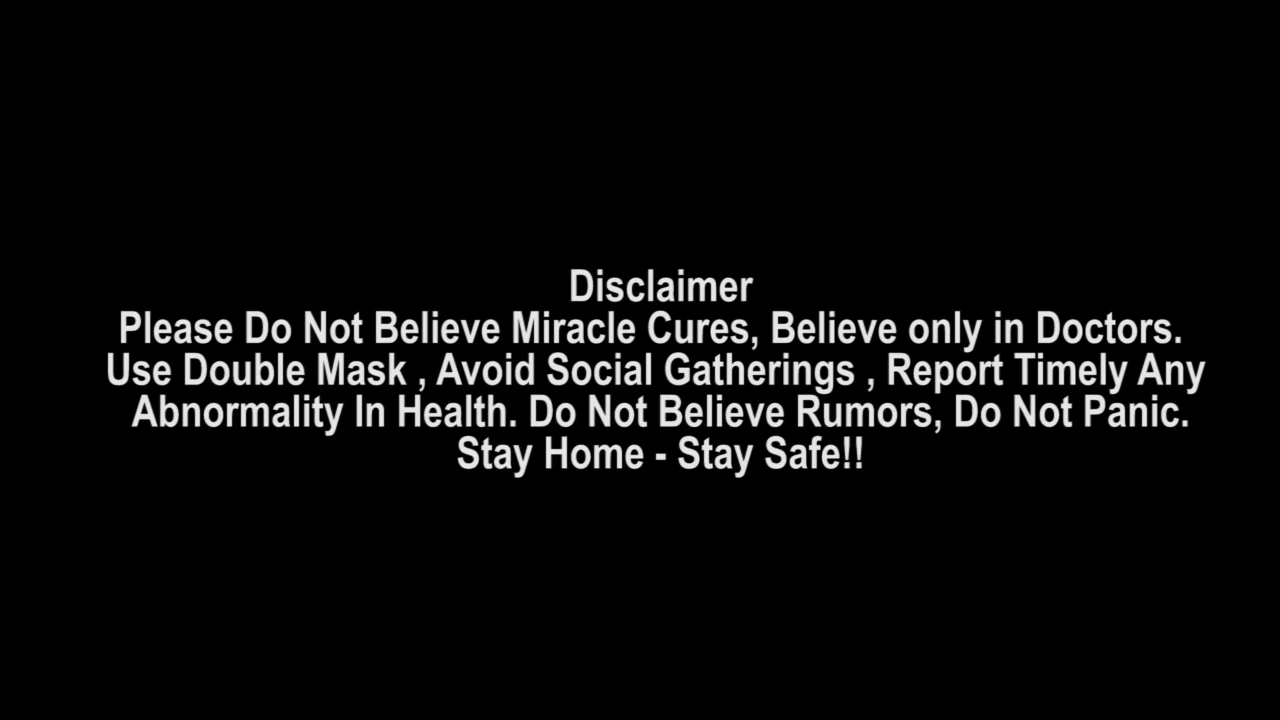 Disclaimer
Please Do Not Believe Miracle Cures, Believe only in Doctors.
Use Double Mask , Avoid Social Gatherings , Report Timely Any
Abnormality In Health. Do Not Believe Rumors, Do Not Panic.
Stay Home - Stay Safe!!